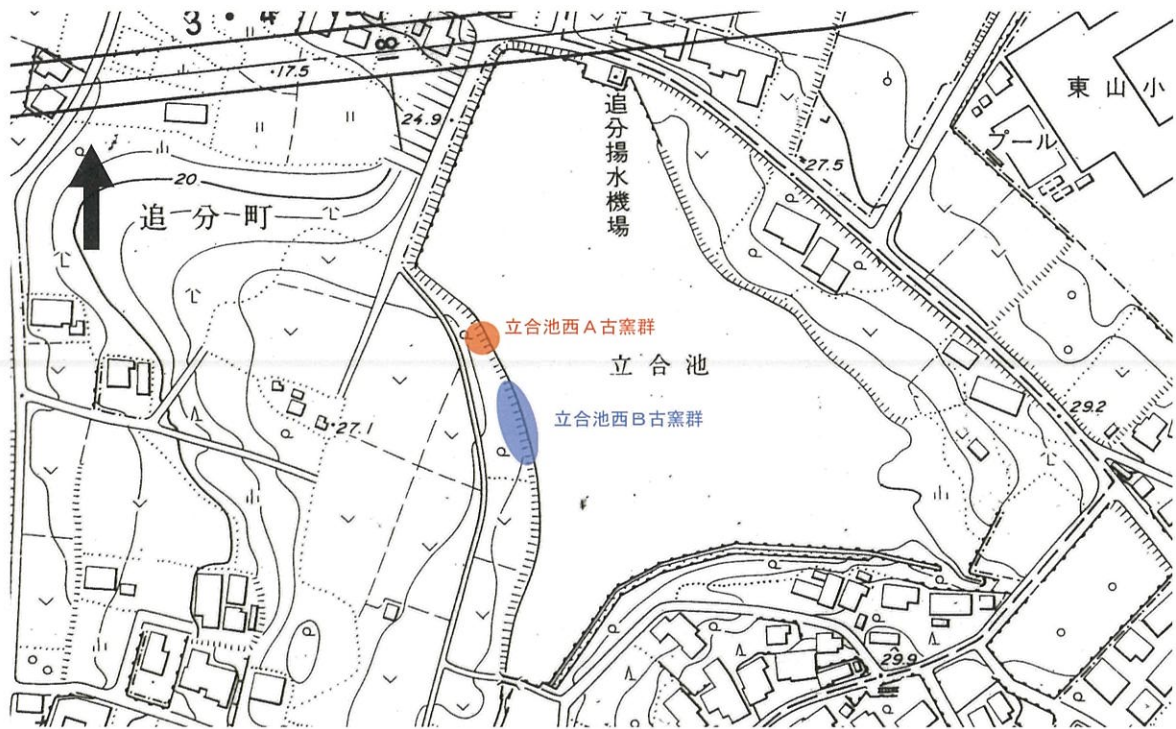 3・4
・17.5
24.9・
追分揚水機場
東山小
プール
・27.5
20
追分町
立合池西A古窯群
立合池
立合池西B古窯群
・27.1
29.2
29.9